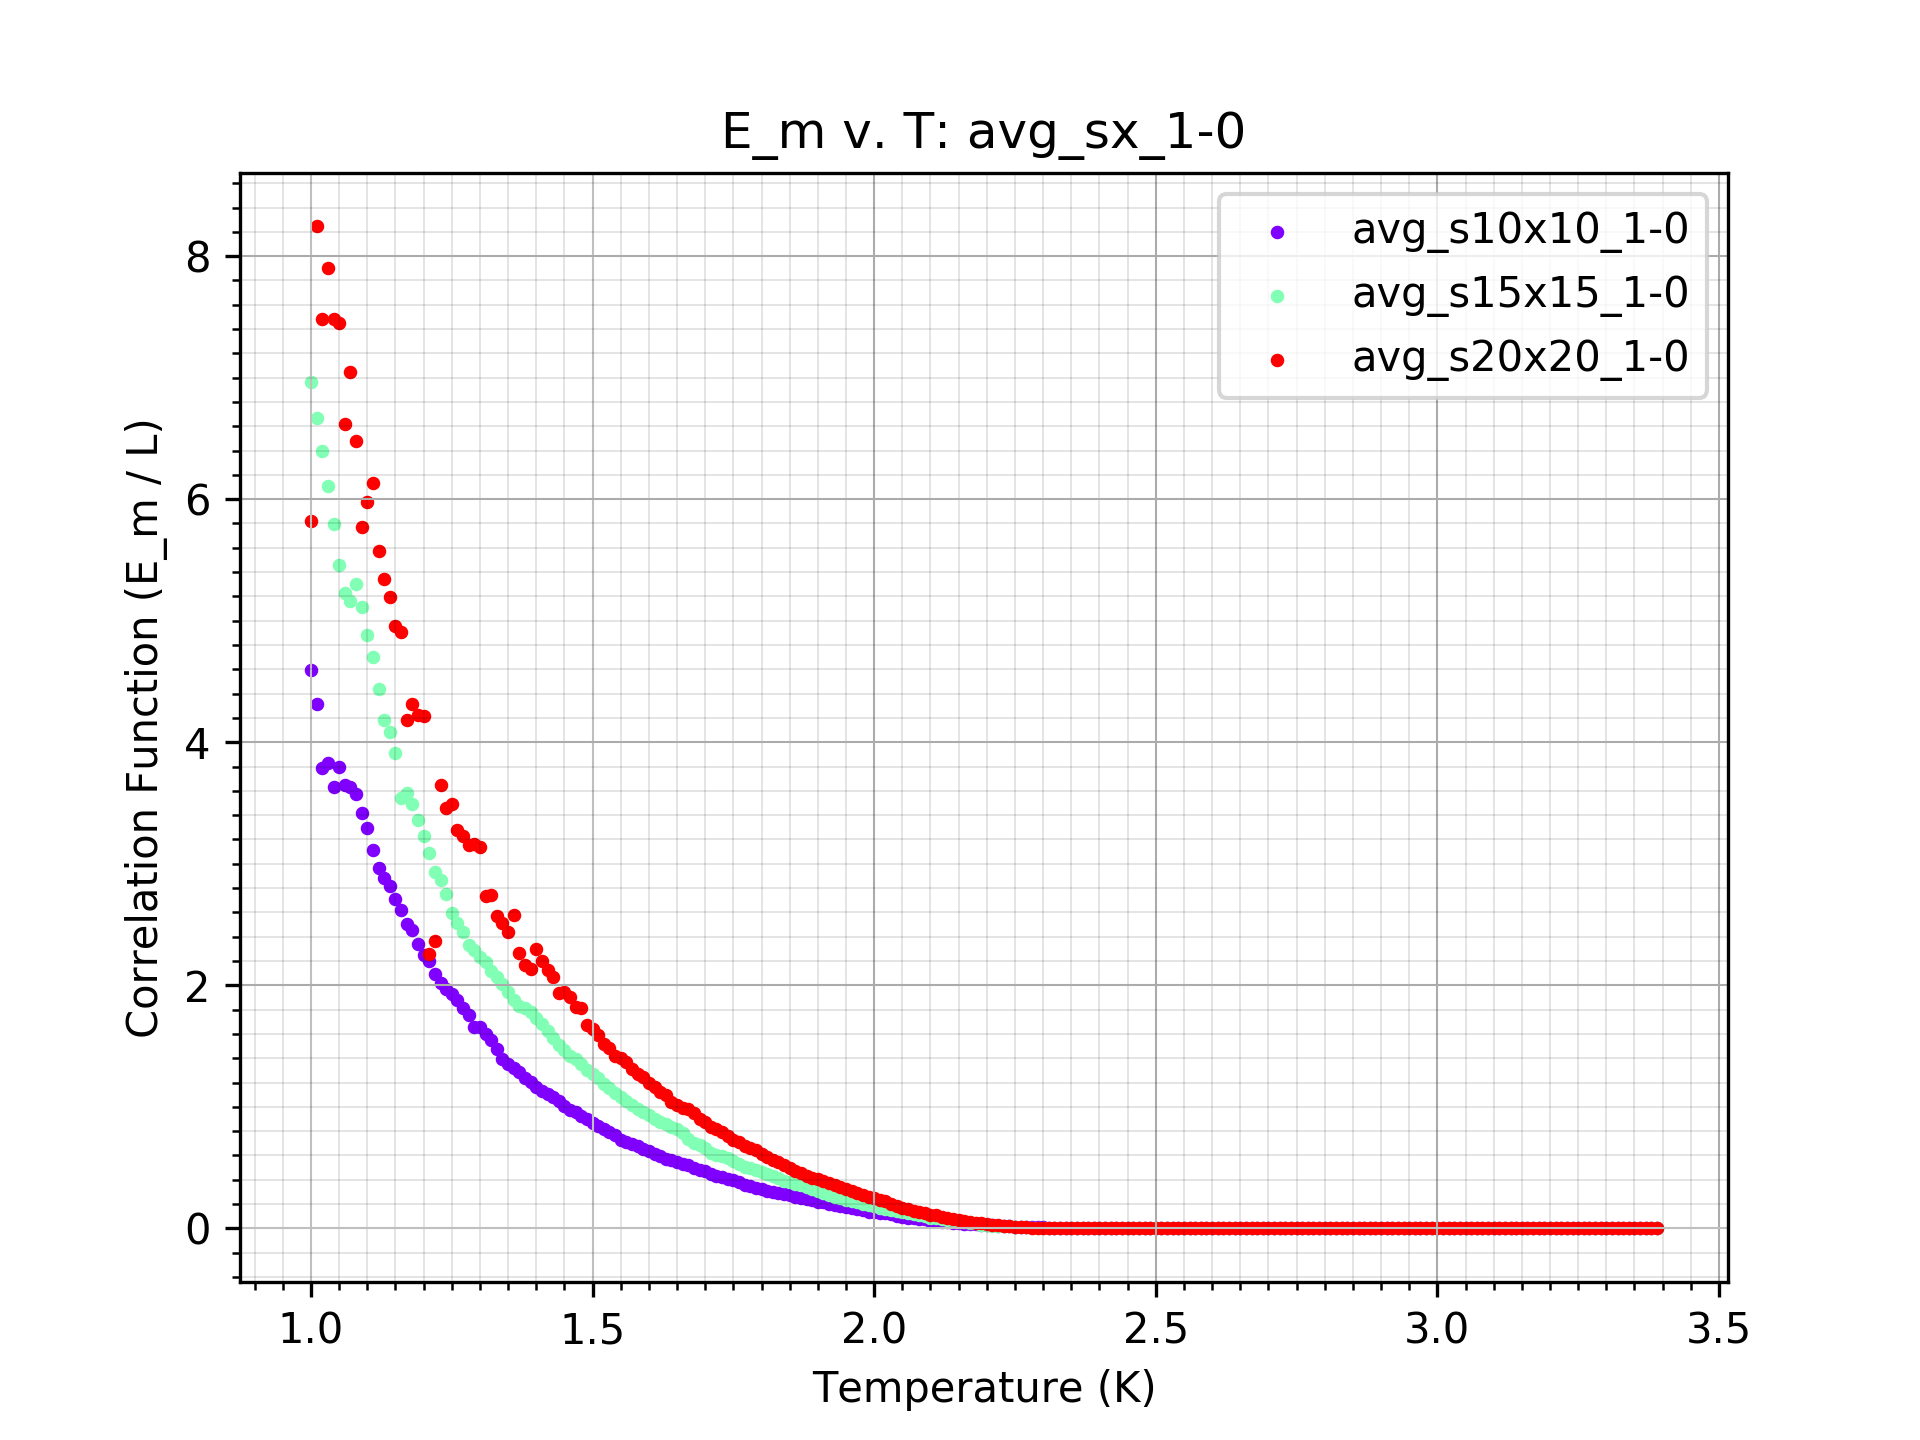 E_m v. T: avg_sx_1-0
avg_s10x10_1-0
avg_s15x15_1-0
avg_s20x20_1-0
Correlation Function (E_m / L)
8
6
4
2
0
1.0 1.5 2.0 2.5 3.0 3.5
Temperature (K)